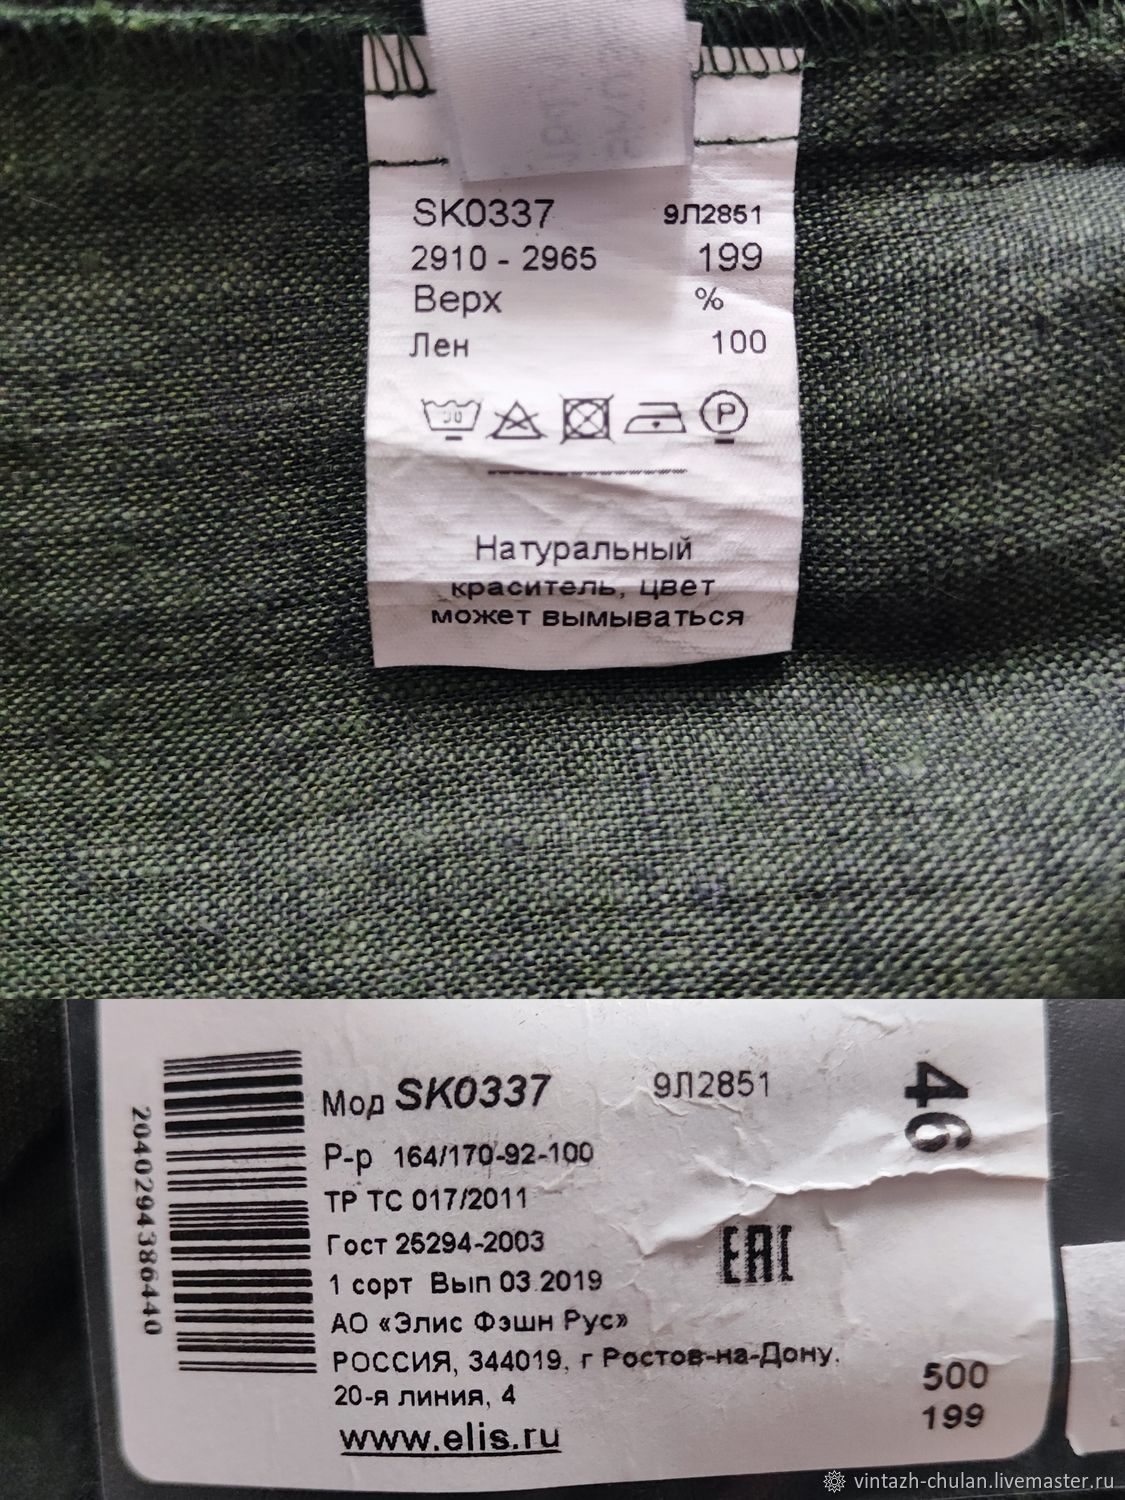 SK0337 9Л2851
2910 - 2965 199
Верх %
Лен 100
30
P
Натуральный
краситель, цвет
может вымываться
2040294386440
Мод SK0337 9Л2851
46
Р-р 164/170-92-100
ТР ТС 017/2011
Гост 25294-2003
EAC
1 сорт Вып 03.2019
АО «Элис Фэшн Рус»
РОССИЯ, 344019, г Ростов-на-Дону,
20-я линия, 4
500
199
www.elis.ru
vintazh-chulan.livemaster.ru